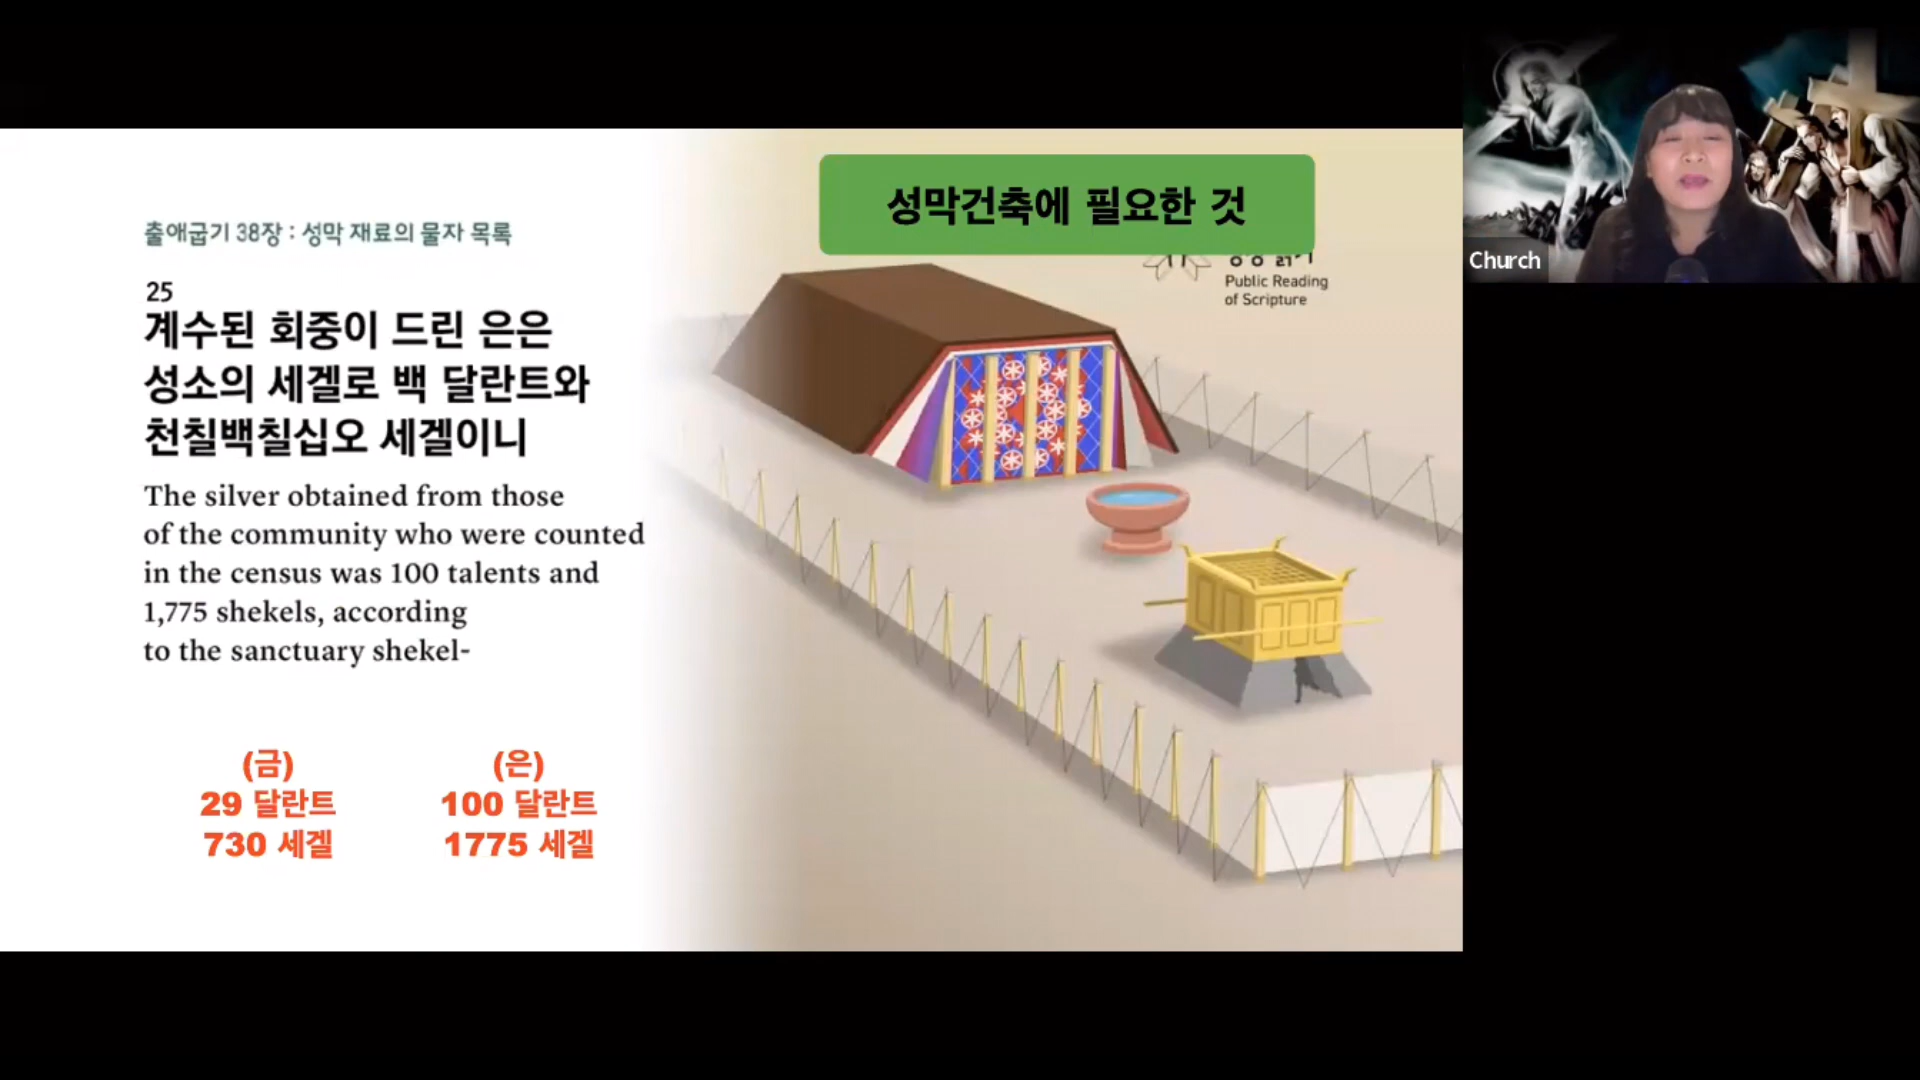 성막건축에 필요한 것
출애굽기 38장 : 성막 재료의 물자 목록
25
계수된 회중이 드린 은은
성소의 세겔로 백 달란트와
천칠백칠십오 세겔이니
The silver obtained from those
of the community who were counted
in the census was 100 talents and
1,775 shekels, according
to the sanctuary shekel-
(금)
29 달란트
730 세겔
(은)
100 달란트
1775 세겔
Public Reading
of Scripture
Church